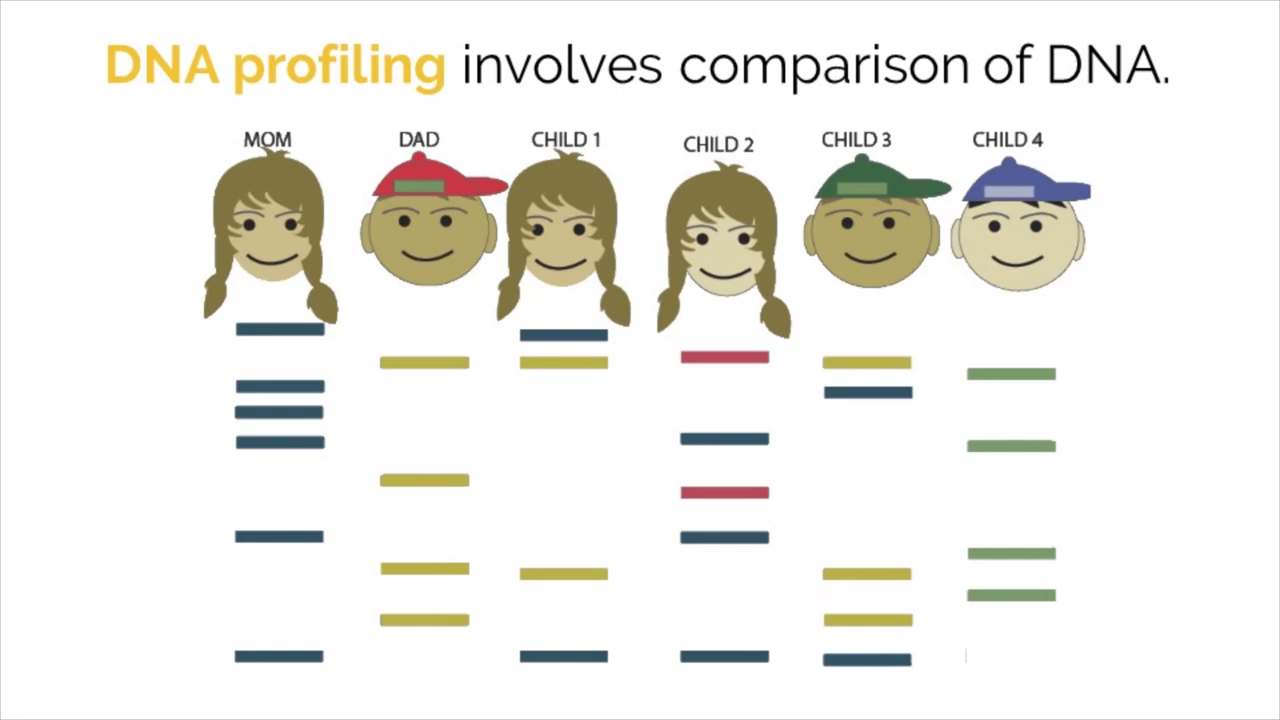 DNA profiling involves comparison of DNA.
MOM DAD CHILD 1 CHILD 2 CHILD 3 CHILD 4